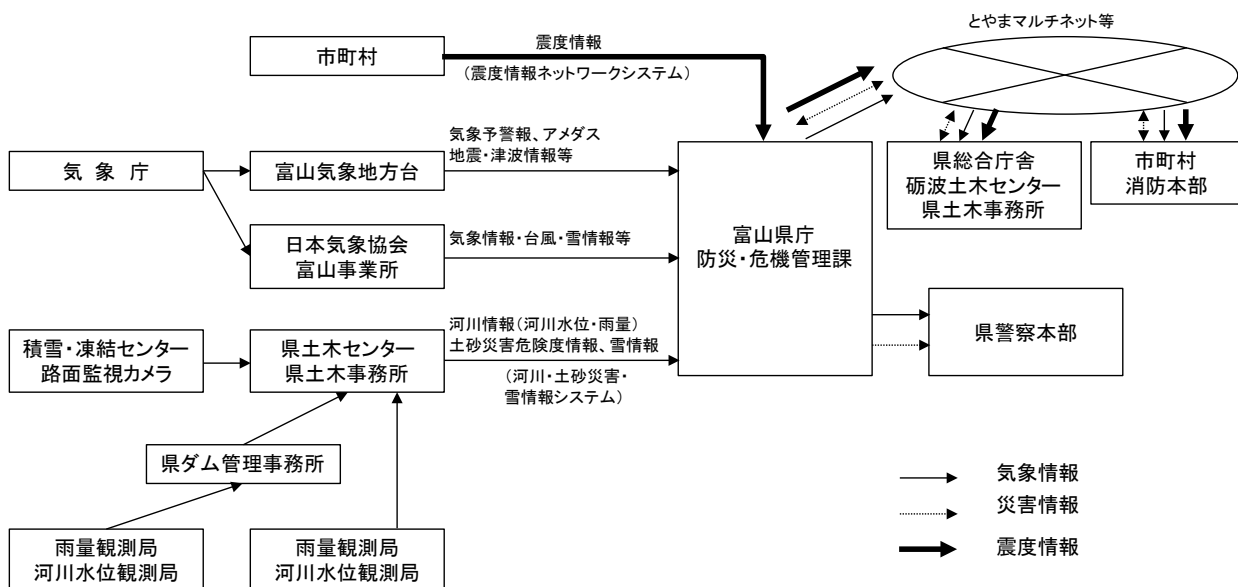 とやまマルチネット等
市町村
震度情報
(震度情報ネットワークシステム)
気象庁
富山気象地方台
気象予警報、アメダス
地震・津波情報等
日本気象協会
富山事業所
気象情報・台風・雪情報等
積雪・凍結センター
路面監視カメラ
県土木センター
県土木事務所
河川情報(河川水位・雨量)
土砂災害危険度情報、雪情報
(河川・土砂災害・
雪情報システム)
県ダム管理事務所
雨量観測局
河川水位観測局
雨量観測局
河川水位観測局
富山県庁
防災・危機管理課
県総合庁舎
砺波土木センター
県土木事務所
市町村
消防本部
県警察本部
気象情報
災害情報
震度情報